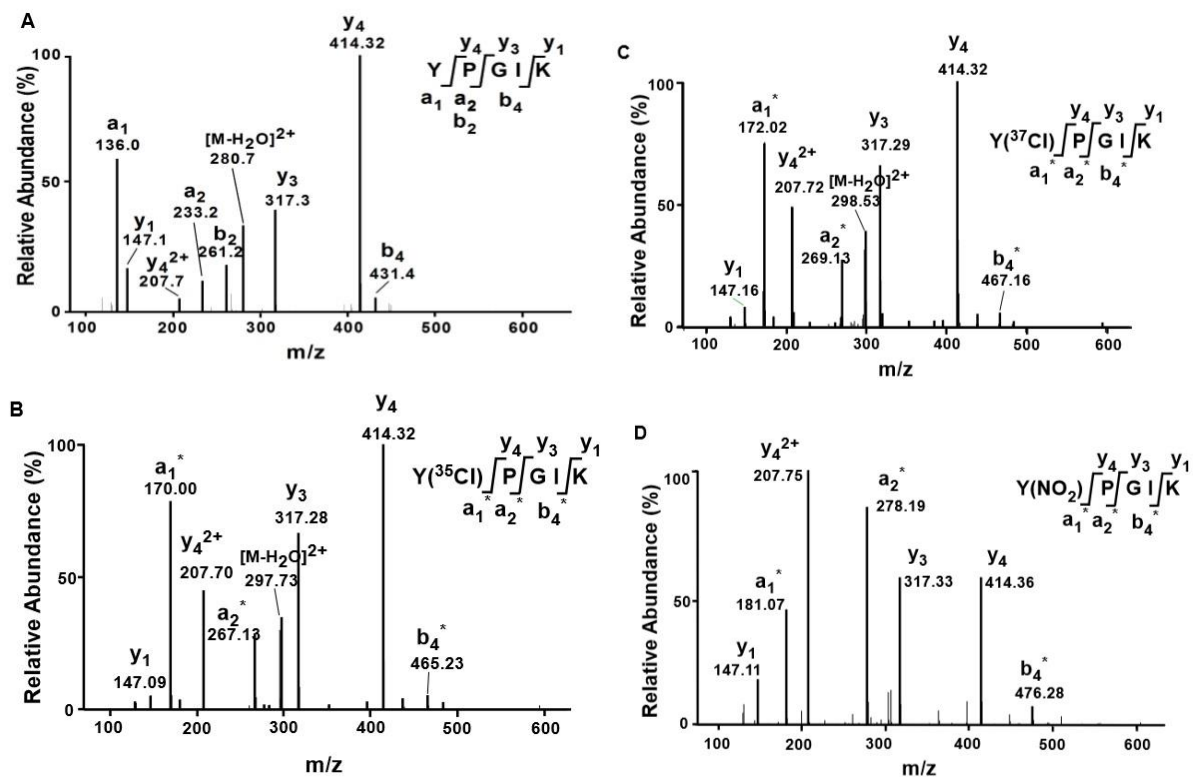 A
y4
414.32
100
y4 y3 y1
Y P G I K
a1 a2 b4
b2
a1
136.0
[M-H2O]2+
280.7
y3
317.3
50
a2
233.2
y1
147.1
b2
261.2
y4 2+
207.7
b4
431.4
0
100 200 300 400 500 600
m/z
Relative Abundance (%)
B
y4
414.32
100
y4 y3 y1
Y(35Cl) P G I K
a1* a2* b4*
a1*
170.00
y3
317.28
y4 2+
207.70
[M-H2O]2+
297.73
50
a2*
267.13
b4*
465.23
y1
147.09
0
100 200 300 400 500 600
m/z
Relative Abundance (%)
C
y4
414.32
100
y4 y3 y1
Y(37Cl) P G I K
a1* a2* b4*
a1*
172.02
y3
317.29
y4 2+
207.72
[M-H2O]2+
298.53
50
a2*
269.13
b4*
467.16
y1
147.16
0
100 200 300 400 500 600
m/z
Relative Abundance (%)
D
y4 2+
207.75
100
y4 y3 y1
Y(NO2) P G I K
a1* a2* b4*
a2*
278.19
y3
317.33
y4
414.36
a1*
181.07
50
y1
147.11
b4*
476.28
0
100 200 300 400 500 600
m/z
Relative Abundance (%)